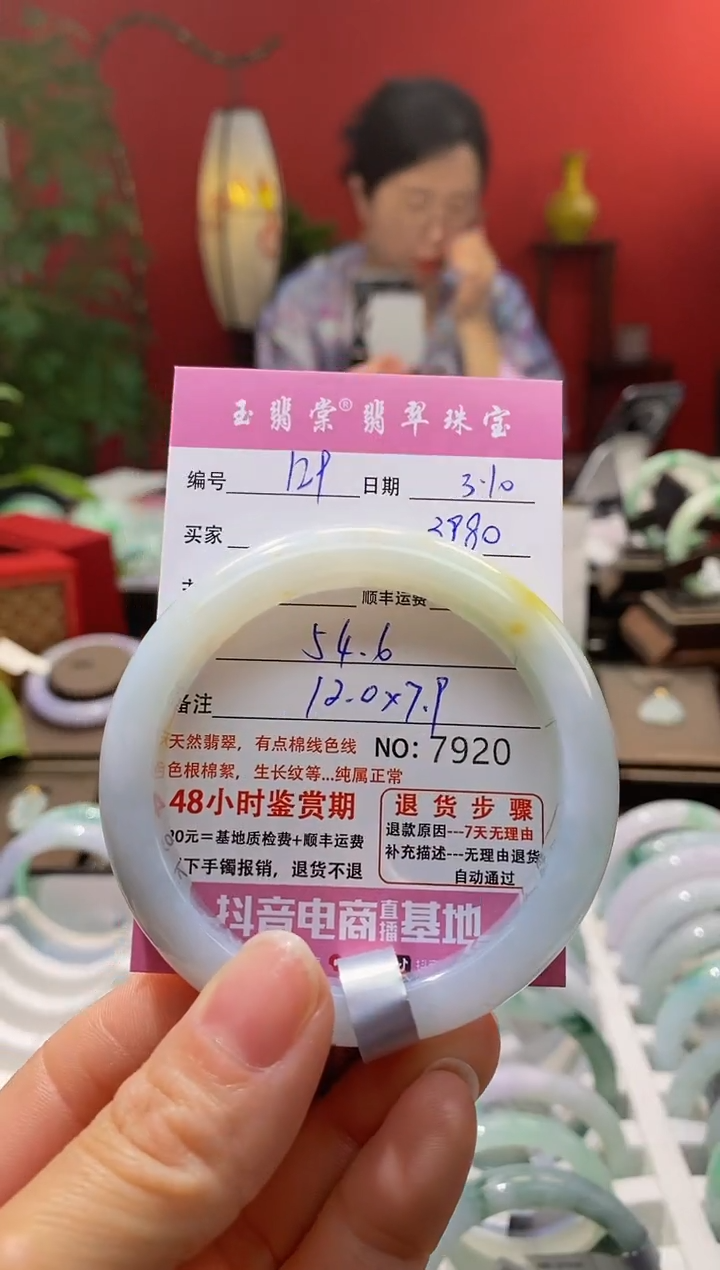 玉翡棠®翡翠珠宝
编号 129 日期 3.10
买家 3980
顺丰运费
54.6
备注 12.0×7.9
天然翡翠，有点棉线色线 NO: 7920
色根棉絮，生长纹等...纯属正常
48小时鉴赏期
退货步骤
退款原因---7天无理由
元=基地质检费+顺丰运费
补充描述---无理由退货
下手镯报销，退货不退
自动通过
抖音电商直播基地